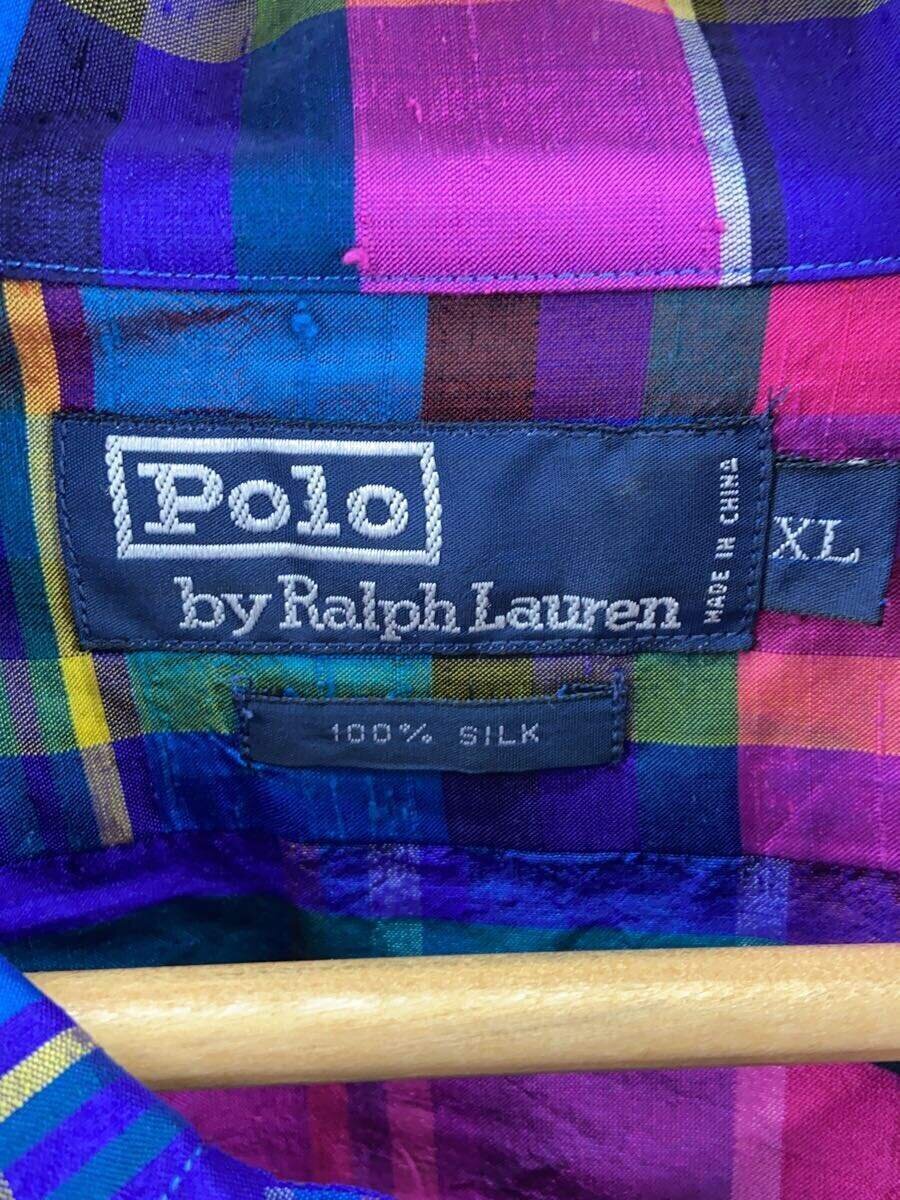 Polo
by Ralph Lauren
MADE IN CHINA
XL
100% SILK